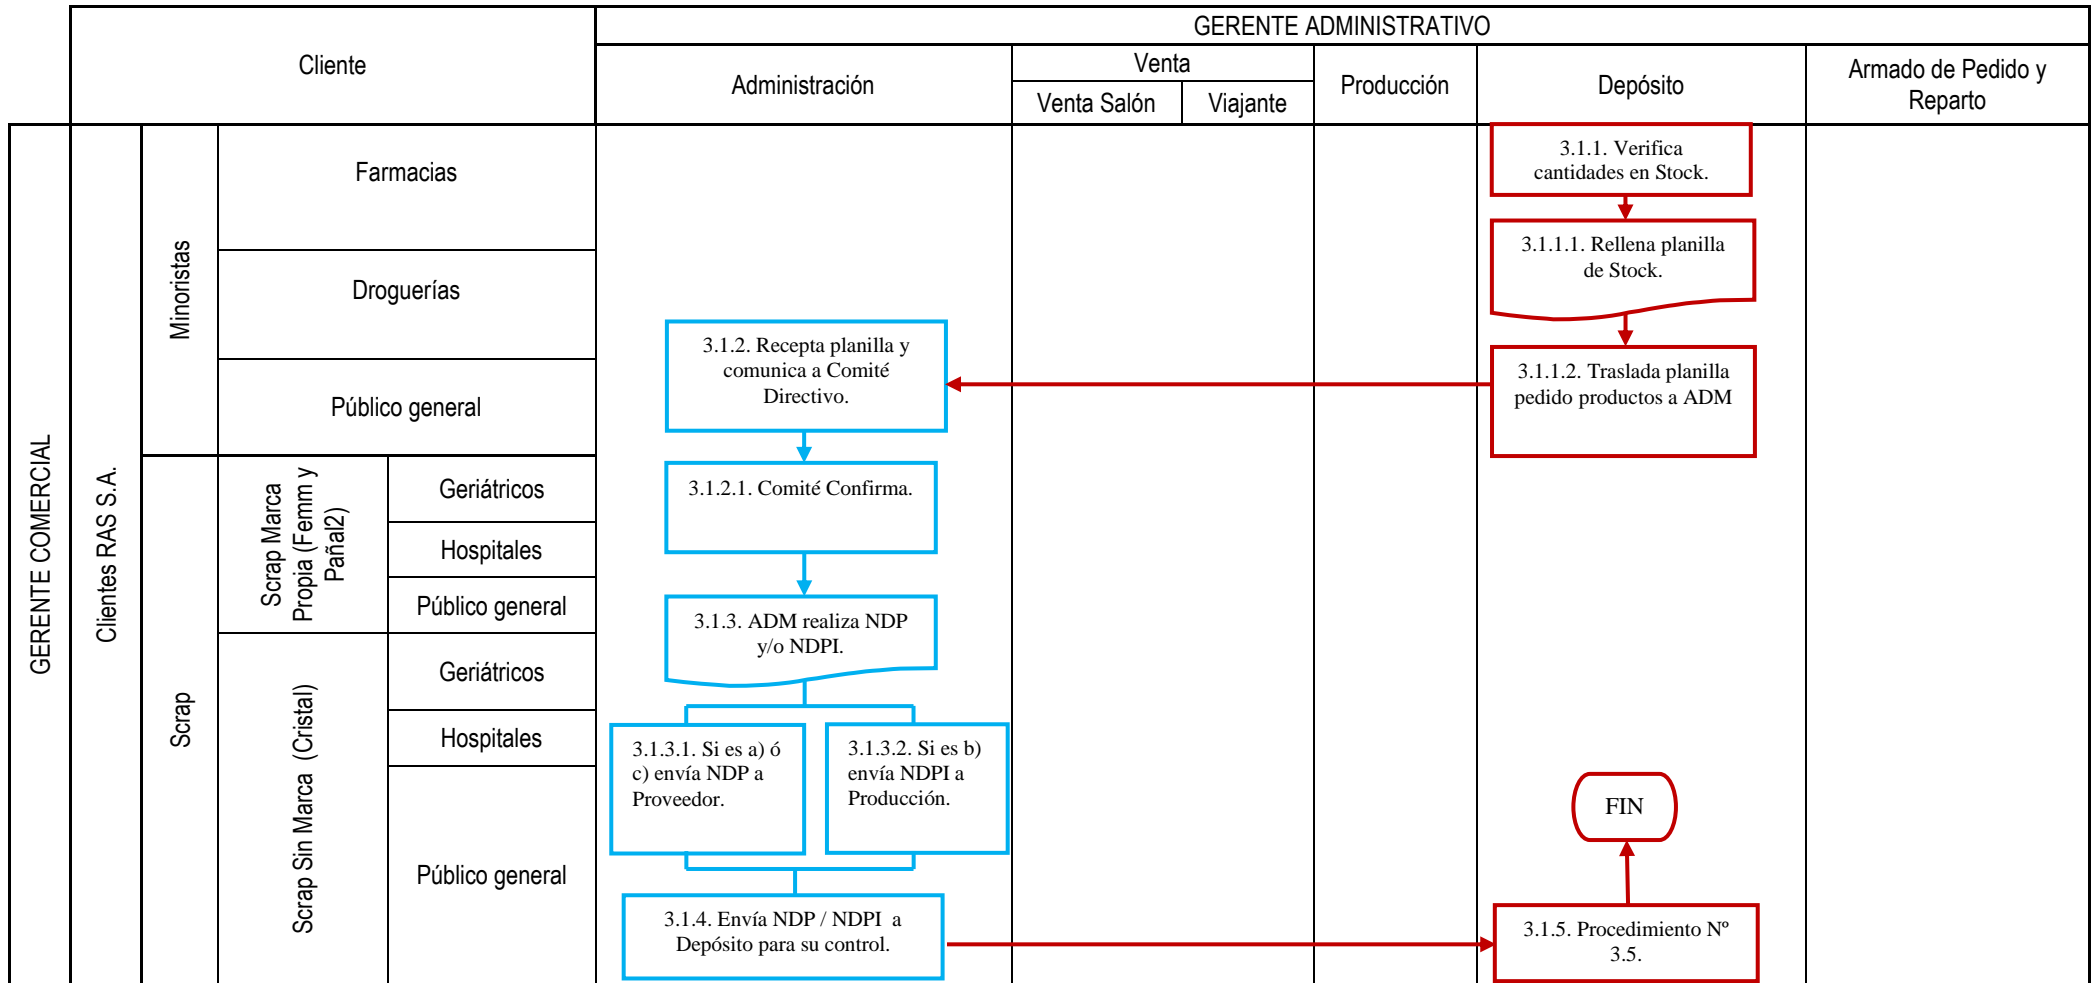 GERENTE ADMINISTRATIVO
Cliente
Administración
Venta
Venta Salón
Viajante
Producción
Depósito
Armado de Pedido y
Reparto
GERENTE COMERCIAL
Clientes RAS S.A.
Minoristas
Farmacias
Droguerías
Público general
Scrap
Scrap Marca
Propia (Femm y
Pañal2)
Geriátricos
Hospitales
Público general
Scrap Sin Marca (Cristal)
Geriátricos
Hospitales
Público general
3.1.1. Verifica
cantidades en Stock.
3.1.1.1. Rellena planilla
de Stock.
3.1.1.2. Traslada planilla
pedido productos a ADM
3.1.2. Recepta planilla y
comunica a Comité
Directivo.
3.1.2.1. Comité Confirma.
3.1.3. ADM realiza NDP
y/o NDPI.
3.1.3.1. Si es a) ó
c) envía NDP a
Proveedor.
3.1.3.2. Si es b)
envía NDPI a
Producción.
3.1.4. Envía NDP / NDPI a
Depósito para su control.
3.1.5. Procedimiento Nº
3.5.
FIN